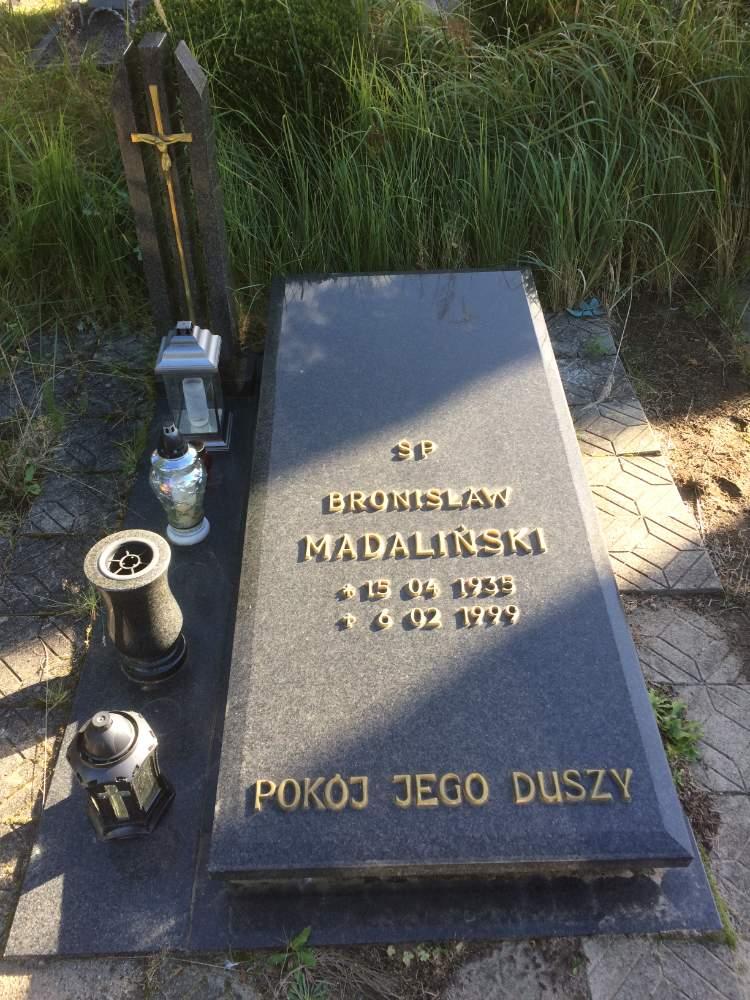 ŚP
BRONISŁAW
MADALIŃSKI
* 15 04 1935
✝ 6 02 1999
POKÓJ JEGO DUSZY